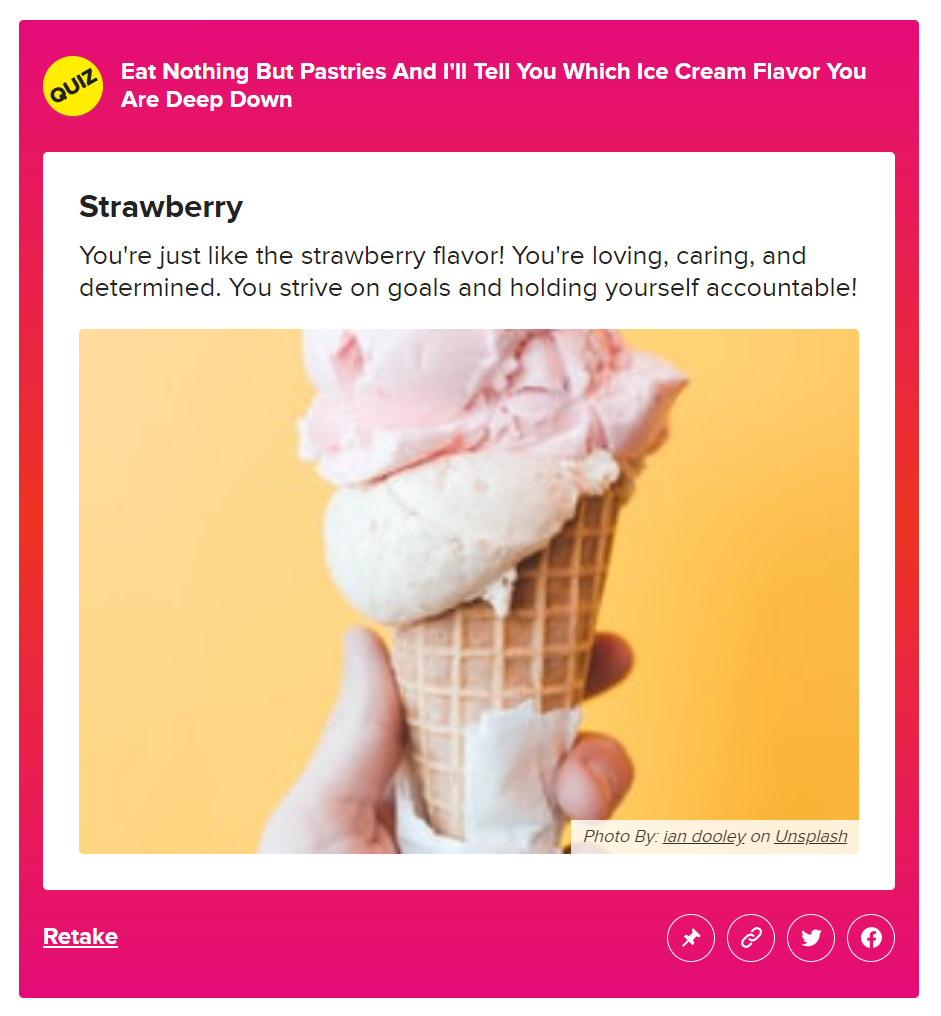 QUIZ
Eat Nothing But Pastries And I'll Tell You Which Ice Cream Flavor You
Are Deep Down
Strawberry
You're just like the strawberry flavor! You're loving, caring, and
determined. You strive on goals and holding yourself accountable!
Photo By: ian dooley on Unsplash
Retake